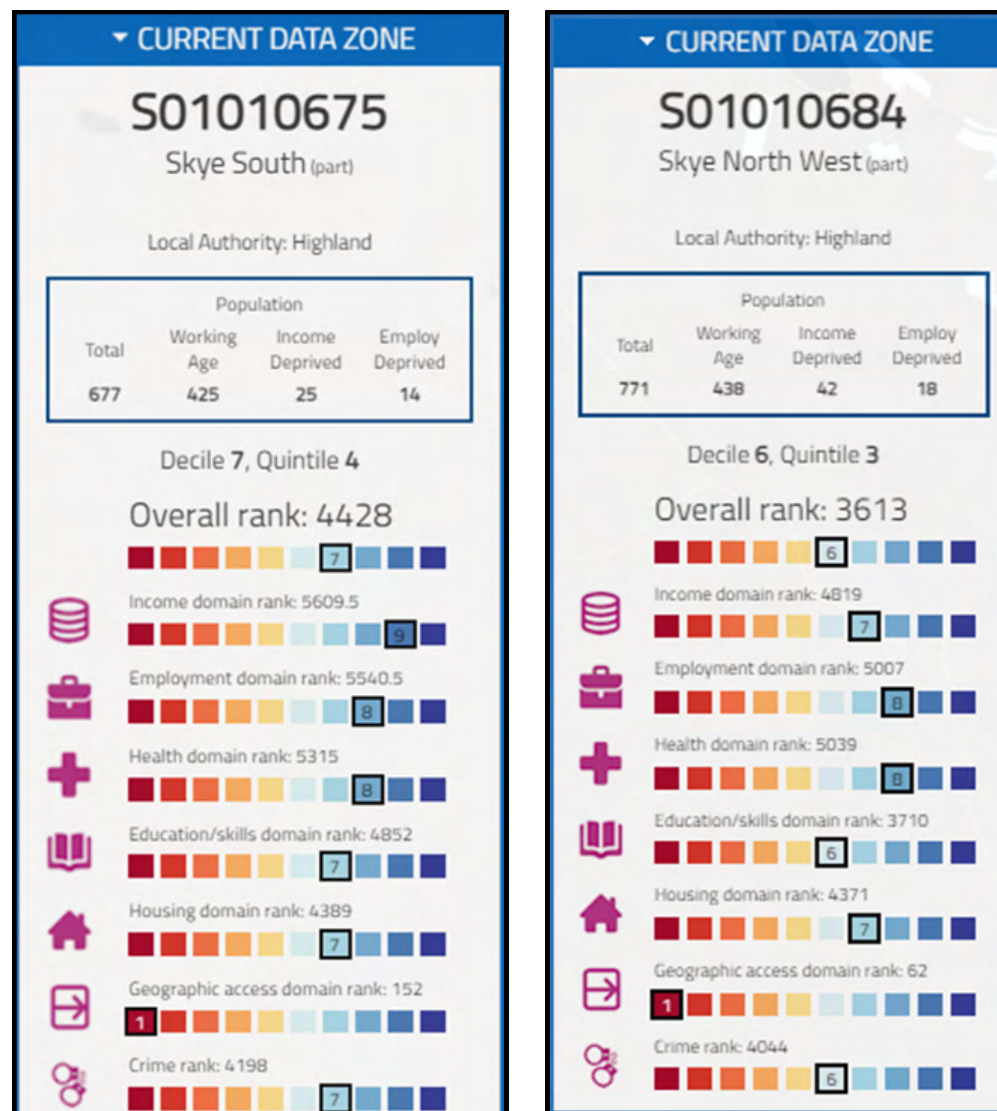 CURRENT DATA ZONE
S01010675
Skye South (part)
Local Authority: Highland
Population
Total Working Age Income Deprived Employ Deprived
677 425 25 14
Decile 7, Quintile 4
Overall rank: 4428
7
Income domain rank: 5609.5
9
Employment domain rank: 5540.5
8
Health domain rank: 5315
8
Education/skills domain rank: 4852
7
Housing domain rank: 4389
7
Geographic access domain rank: 152
1
Crime rank: 4198
7
CURRENT DATA ZONE
S01010684
Skye North West (part)
Local Authority: Highland
Population
Total Working Age Income Deprived Employ Deprived
771 438 42 18
Decile 6, Quintile 3
Overall rank: 3613
6
Income domain rank: 4819
7
Employment domain rank: 5007
8
Health domain rank: 5039
8
Education/skills domain rank: 3710
6
Housing domain rank: 4371
7
Geographic access domain rank: 62
1
Crime rank: 4044
6